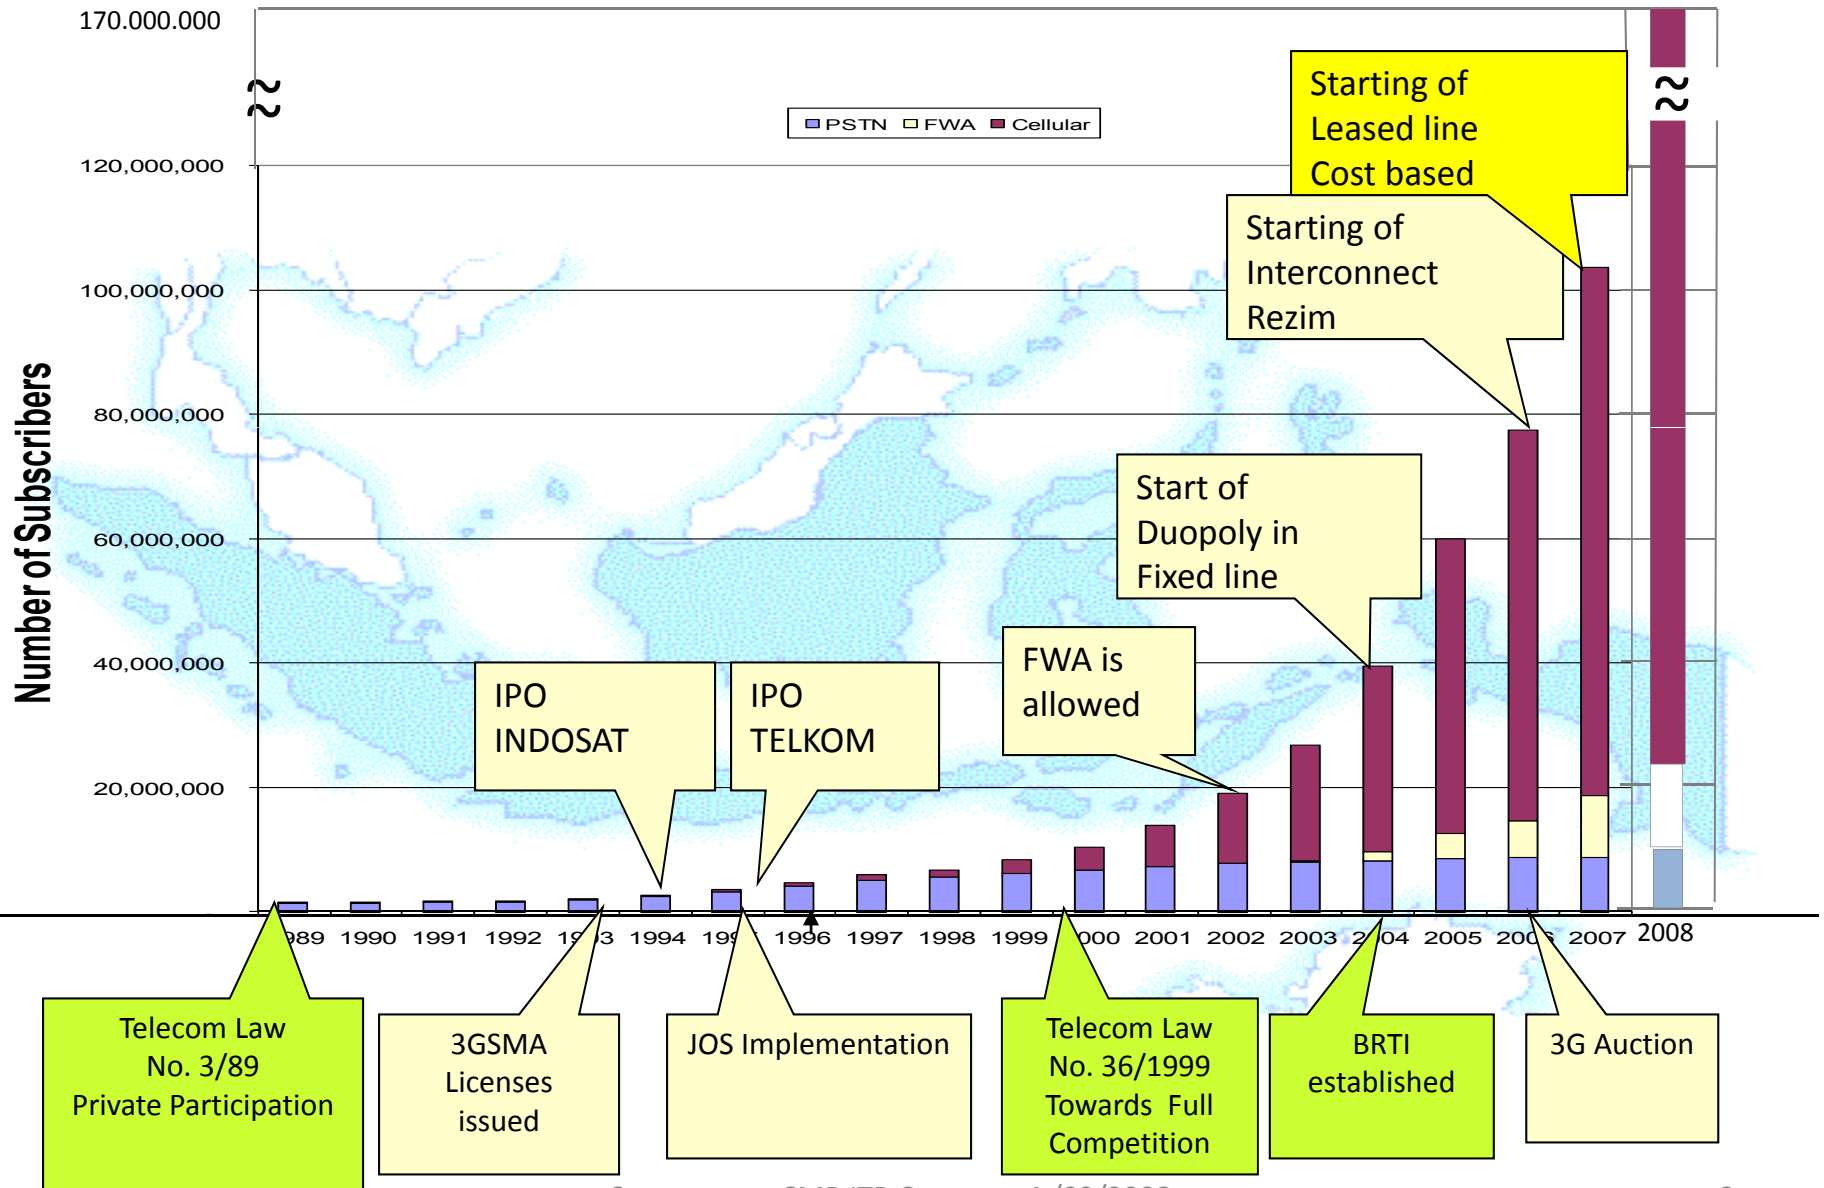 170.000.000
120,000,000
100,000,000
80,000,000
60,000,000
40,000,000
20,000,000
Number of Subscribers
PSTN FWA Cellular
Starting of
Leased line
Cost based
Starting of
Interconnect
Rezim
Start of
Duopoly in
Fixed line
FWA is
allowed
IPO
INDOSAT
IPO
TELKOM
1990 1991 1992 1994 1996 1997 1998 1999 2001 2002 2003 2005 2007 2008
Telecom Law
No. 3/89
Private Participation
3GSMA
Licenses
issued
JOS Implementation
Telecom Law
No. 36/1999
Towards Full
Competition
BRTI
established
3G Auction